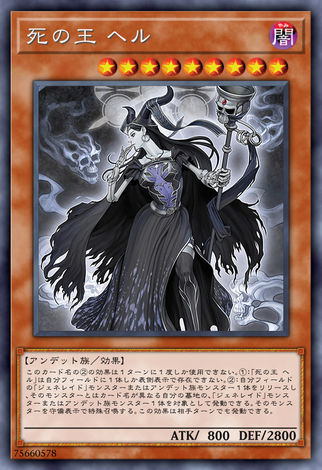 死の王 ヘル
やみ
闇
【アンデット族／効果】
このカード名の②の効果は１ターンに１度しか使用できない。①：「死の王 ヘ
ル」は自分フィールドに１体しか表側表示で存在できない。②：自分フィール
ドの「ジェネレイド」モンスターまたはアンデット族モンスター１体をリリースし、
そのモンスターとはカード名が異なる自分の墓地の、「ジェネレイド」モンス
ターまたはアンデット族モンスター１体を対象として発動できる。そのモンス
ターを守備表示で特殊召喚する。この効果は相手ターンでも発動できる。
ATK/ 800 DEF/2800
75660578